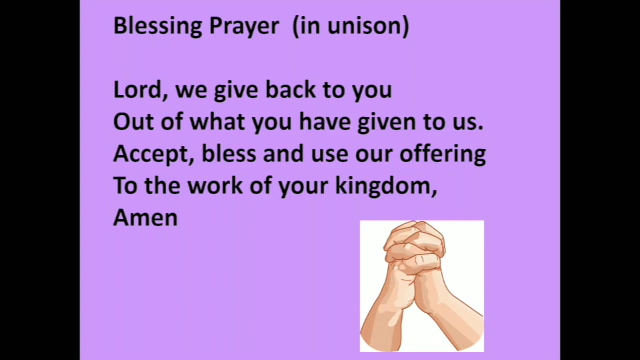 Blessing Prayer  (in unison)
Lord, we give back to you
Out of what you have given to us.
Accept, bless and use our offering
To the work of your kingdom,
Amen